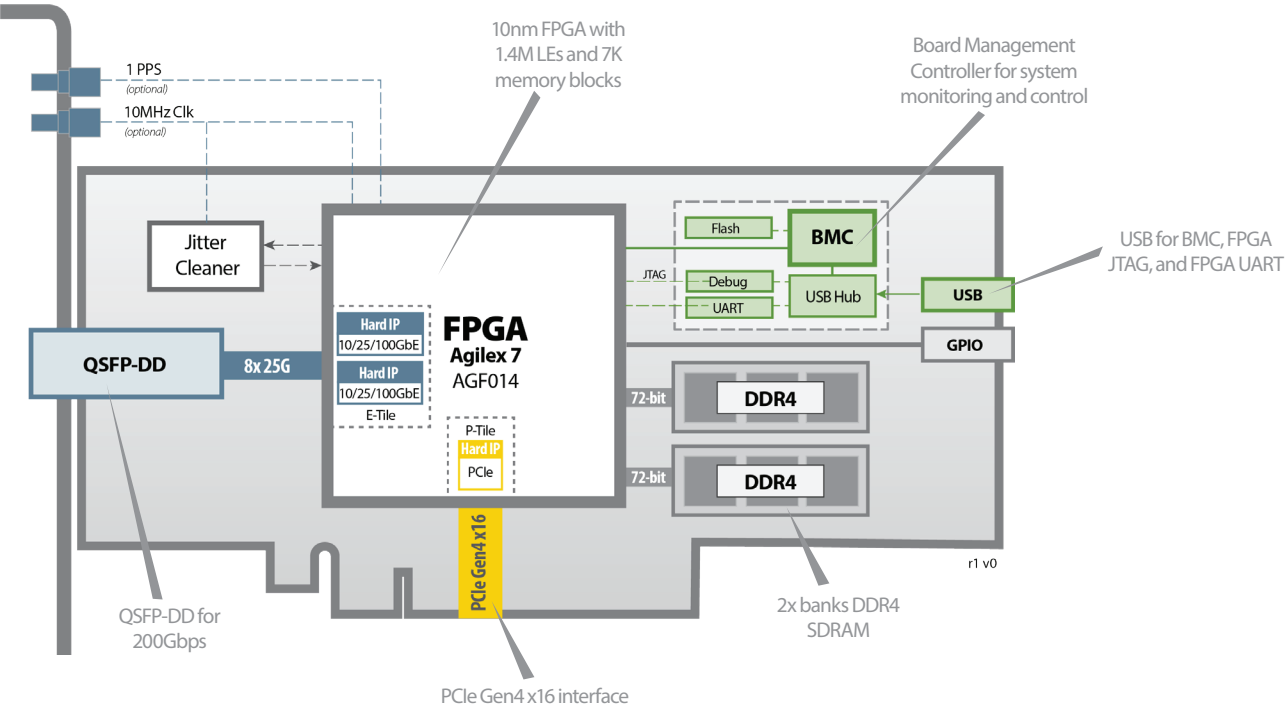 10nm FPGA with
1.4M LEs and 7K
memory blocks
Board Management
Controller for system
monitoring and control
1 PPS
(optional)
10MHz Clk
(optional)
Jitter
Cleaner
Flash
BMC
USB for BMC, FPGA
JTAG, and FPGA UART
JTAG
Debug
UART
USB Hub
USB
GPIO
Hard IP
10/25/100GbE
Hard IP
10/25/100GbE
E-Tile
FPGA
Agilex 7
AGF014
QSFP-DD
8x 25G
72-bit
DDR4
P-Tile
Hard IP
PCIe
72-bit
DDR4
PCIe Gen4 x16
r1 v0
QSFP-DD for
200Gbps
2x banks DDR4
SDRAM
PCIe Gen4 x16 interface